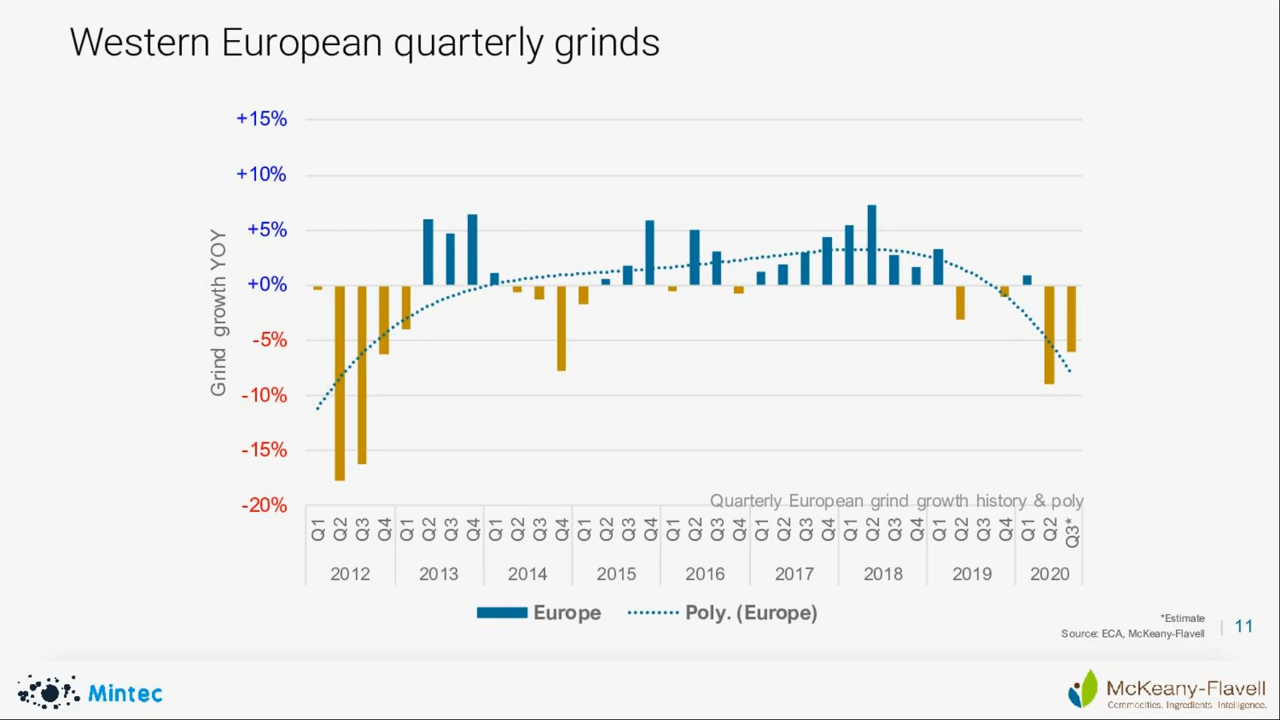 Western European quarterly grinds
+15%
+10%
+5%
+0%
-5%
-10%
-15%
-20%
Grind growth YOY
Quarterly European grind growth history & poly
Q1 Q2 Q3 Q4 Q1 Q2 Q3 Q4 Q1 Q2 Q3 Q4 Q1 Q2 Q3 Q4 Q1 Q2 Q3 Q4 Q1 Q2 Q3 Q4 Q1 Q2 Q3 Q4 Q1 Q2 Q3 Q4 Q1 Q2 Q3*
2012 2013 2014 2015 2016 2017 2018 2019 2020
Europe Poly. (Europe)
*Estimate
Source: ECA, McKeany-Flavell
11
Mintec
McKeany-Flavell
Commodities. Ingredients. Intelligence.